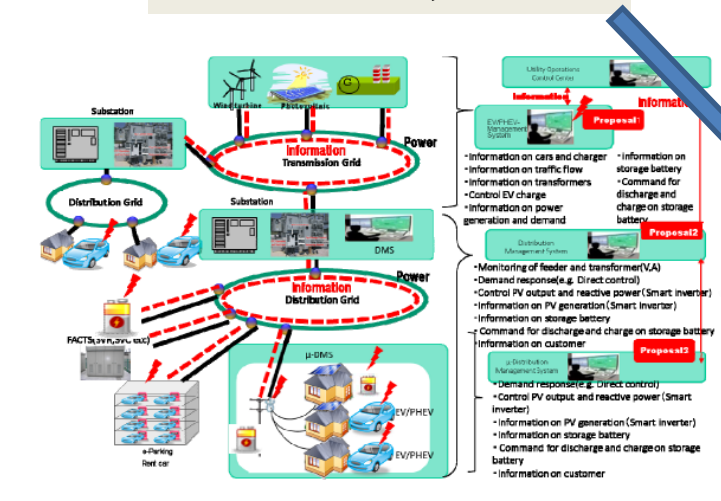 Wind turbine
Photovoltaic
G
Substation
Power
Information
Transmission Grid
Distribution Grid
Substation
DMS
Power
Information
Distribution Grid
FACTS(SVR,SVC etc)
μ-DMS
EV/PHEV
EV/PHEV
e-Parking
Rent car
Utility Operations
Control Center
Information
Information
EV/PHEV-
Management
System
Proposal1
・Information on cars and charger
・Information on traffic flow
・Information on transformers
・Control EV charge
・Information on power
generation and demand
・Information on
storage battery
・Command for
discharge and
charge on storage
battery
Proposal2
Distribution
Management System
・Monitoring of feeder and transformer(V,A)
・Demand response(e.g. Direct control)
・Control PV output and reactive power (Smart inverter)
・Information on PV generation(Smart Inverter)
・Information on storage battery
・Command for discharge and charge on storage battery
・Information on customer
Proposal3
μ-Distribution
Management System
・Demand response(e.g. Direct control)
・Control PV output and reactive power (Smart
inverter)
・Information on PV generation(Smart inverter)
・Information on storage battery
・Command for discharge and charge on storage
battery
・Information on customer